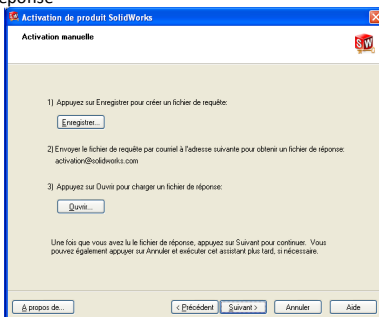 réponse
Activation de produit SolidWorks
Activation manuelle
SW
1) Appuyez sur Enregistrer pour créer un fichier de requête:
Enregistrer...
2) Envoyer le fichier de requête par courriel à l'adresse suivante pour obtenir un fichier de réponse:
activation@solidworks.com
3) Appuyez sur Ouvrir pour charger un fichier de réponse:
Ouvrir...
Une fois que vous avez lu le fichier de réponse, appuyez sur Suivant pour continuer. Vous
pouvez également appuyer sur Annuler et exécuter cet assistant plus tard, si nécessaire.
A propos de... < Précédent Suivant > Annuler Aide